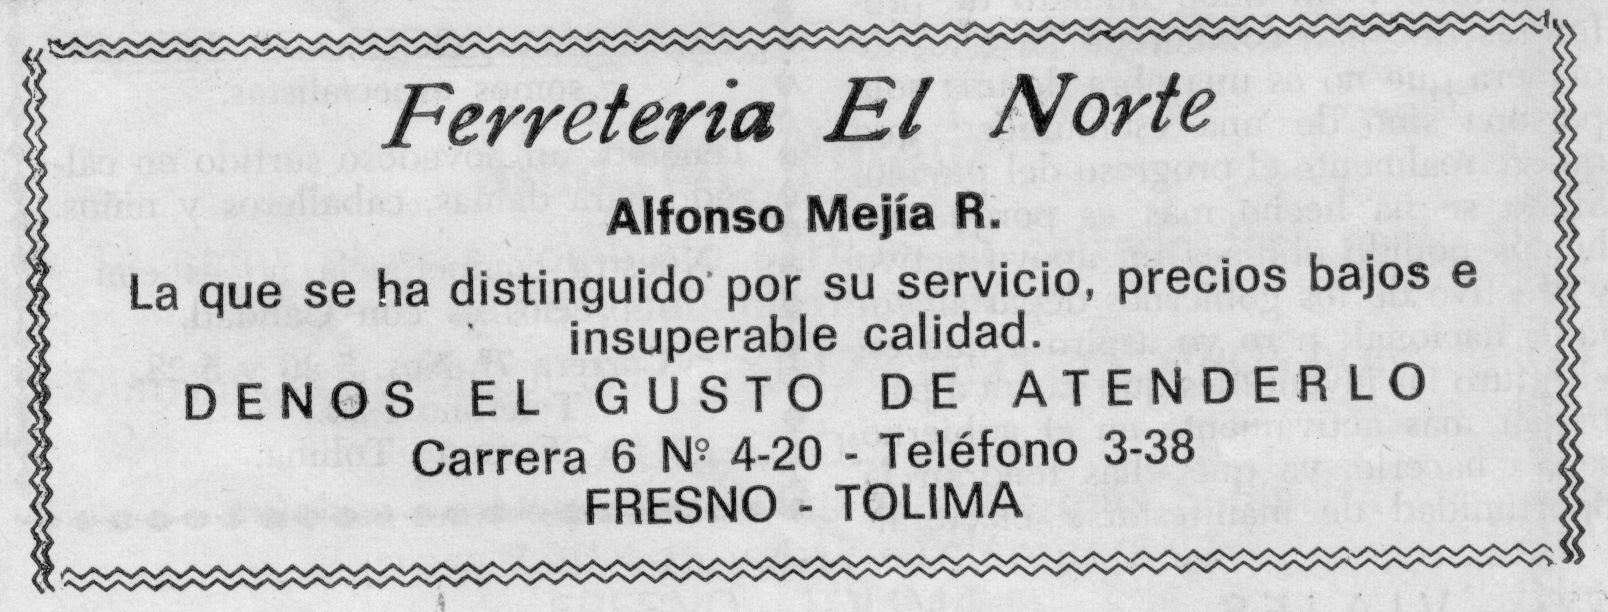 Ferreteria El Norte
Alfonso Mejía R.
La que se ha distinguido por su servicio, precios bajos e
insuperable calidad.
DENOS EL GUSTO DE ATENDERLO
Carrera 6 Nº 4-20 - Teléfono 3-38
FRESNO - TOLIMA